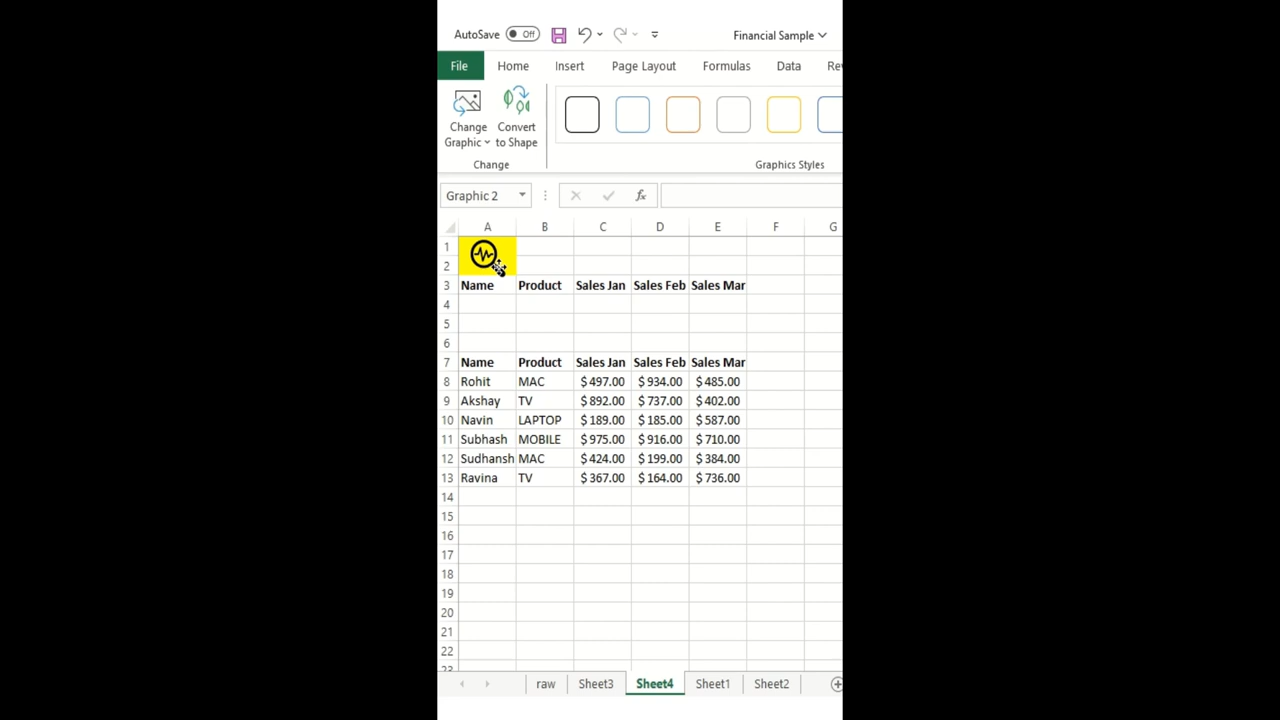 AutoSave Off Financial Sample
File Home Insert Page Layout Formulas Data Re
Change Graphic Convert to Shape
Change Graphics Styles
Graphic 2 fx
A B C D E F G
1
2
3 Name Product Sales Jan Sales Feb Sales Mar
4
5
6
7 Name Product Sales Jan Sales Feb Sales Mar
8 Rohit MAC $ 497.00 $ 934.00 $ 485.00
9 Akshay TV $ 892.00 $ 737.00 $ 402.00
10 Navin LAPTOP $ 189.00 $ 185.00 $ 587.00
11 Subhash MOBILE $ 975.00 $ 916.00 $ 710.00
12 Sudhansh MAC $ 424.00 $ 199.00 $ 384.00
13 Ravina TV $ 367.00 $ 164.00 $ 736.00
14
15
16
17
18
19
20
21
22
23
raw Sheet3 Sheet4 Sheet1 Sheet2